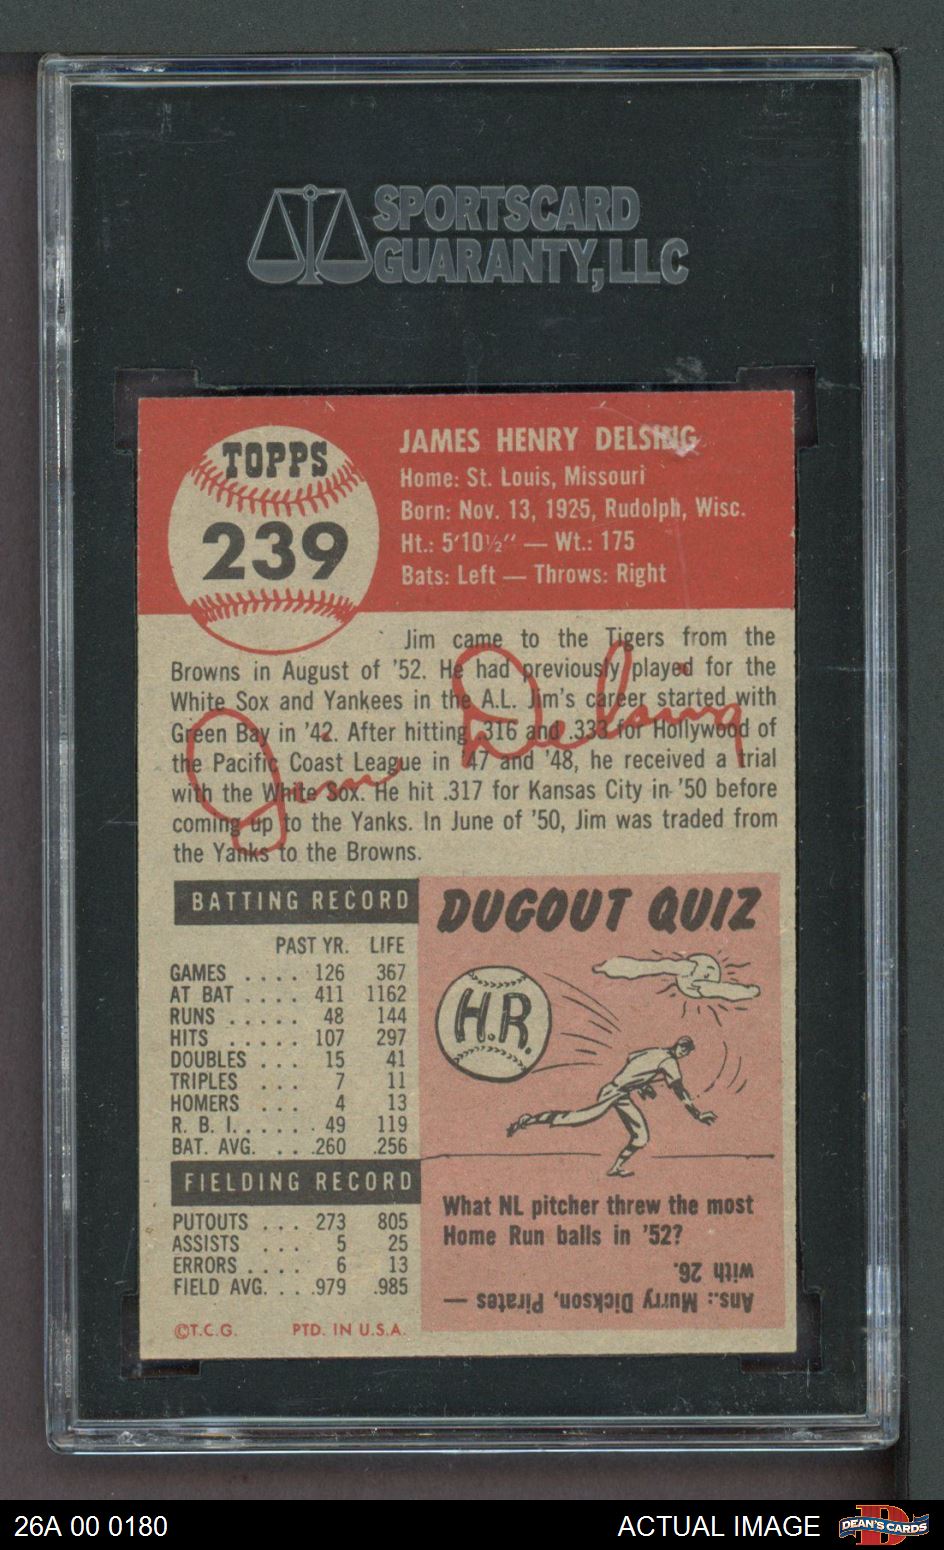 SPORTSCARD
GUARANTY, LLC
TOPPS
239
JAMES HENRY DELSING
Home: St. Louis, Missouri
Born: Nov. 13, 1925, Rudolph, Wisc.
Ht.: 5'10½" — Wt.: 175
Bats: Left — Throws: Right
Jim came to the Tigers from the
Browns in August of '52. He had previously played for the
White Sox and Yankees in the A.L. Jim's career started with
Green Bay in '42. After hitting .316 and .333 for Hollywood of
the Pacific Coast League in '47 and '48, he received a trial
with the White Sox. He hit .317 for Kansas City in '50 before
coming up to the Yanks. In June of '50, Jim was traded from
the Yanks to the Browns.
Jim Delsing
BATTING RECORD
PAST YR. LIFE
GAMES .... 126 367
AT BAT .... 411 1162
RUNS ..... 48 144
HITS ..... 107 297
DOUBLES ... 15 41
TRIPLES ... 7 11
HOMERS ... 4 13
R. B. I. ..... 49 119
BAT. AVG. ... .260 .256
FIELDING RECORD
PUTOUTS ... 273 805
ASSISTS ... 5 25
ERRORS .... 6 13
FIELD AVG. ... .979 .985
©T.C.G. PTD. IN U.S.A.
DUGOUT QUIZ
H.R.
What NL pitcher threw the most
Home Run balls in '52?
Ans.: Murry Dickson, Pirates —
with 26.
26A 00 0180
ACTUAL IMAGE
D
DEAN'S CARDS